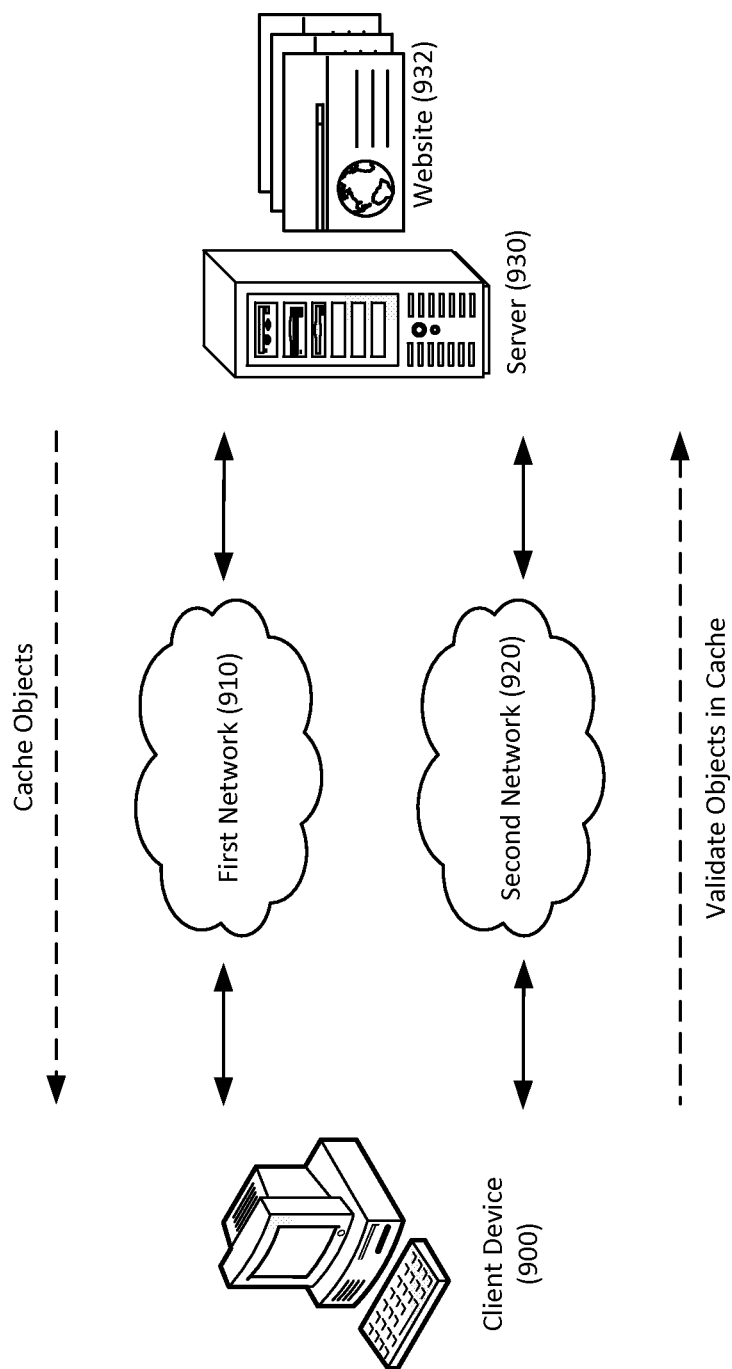 Cache Objects
First Network (910)
Second Network (920)
Validate Objects in Cache
Client Device
(900)
Server (930)
Website (932)